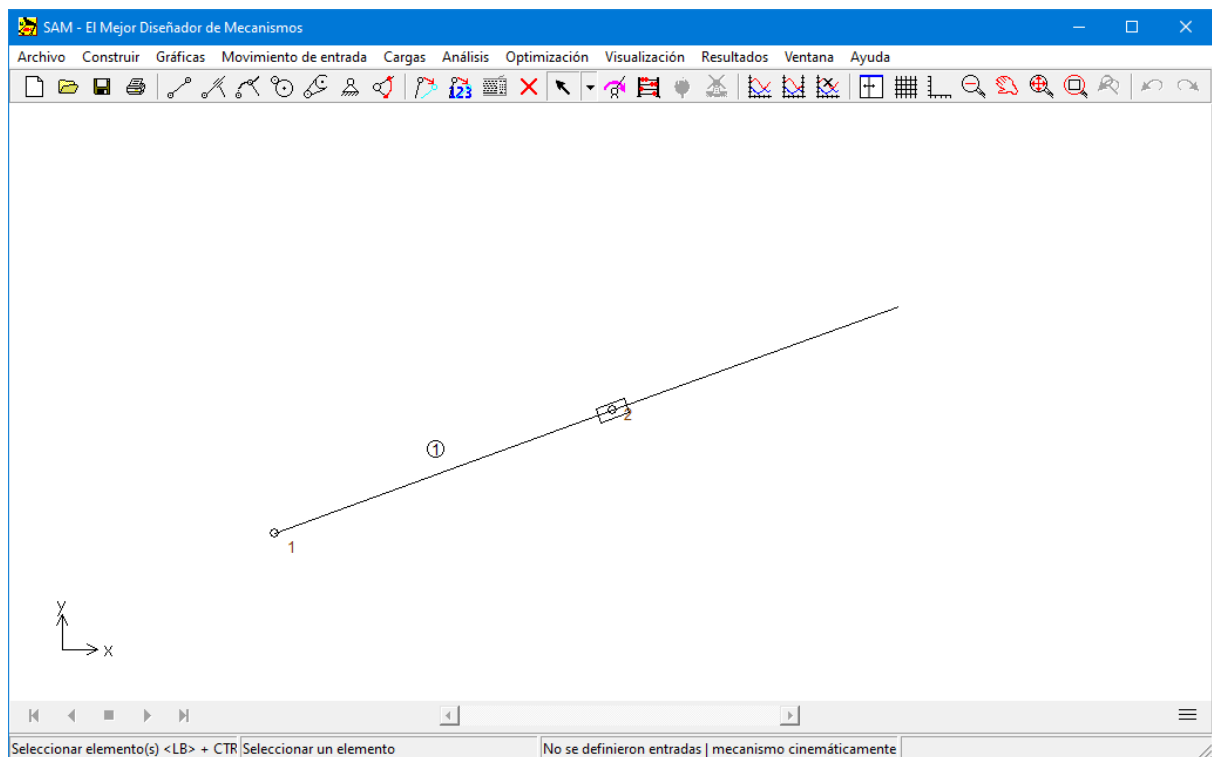 SAM - El Mejor Diseñador de Mecanismos
Archivo Construir Gráficas Movimiento de entrada Cargas Análisis Optimización Visualización Resultados Ventana Ayuda
123
2
1
1
y
x
Seleccionar elemento(s) <LB> + CTR Seleccionar un elemento No se definieron entradas | mecanismo cinemáticamente